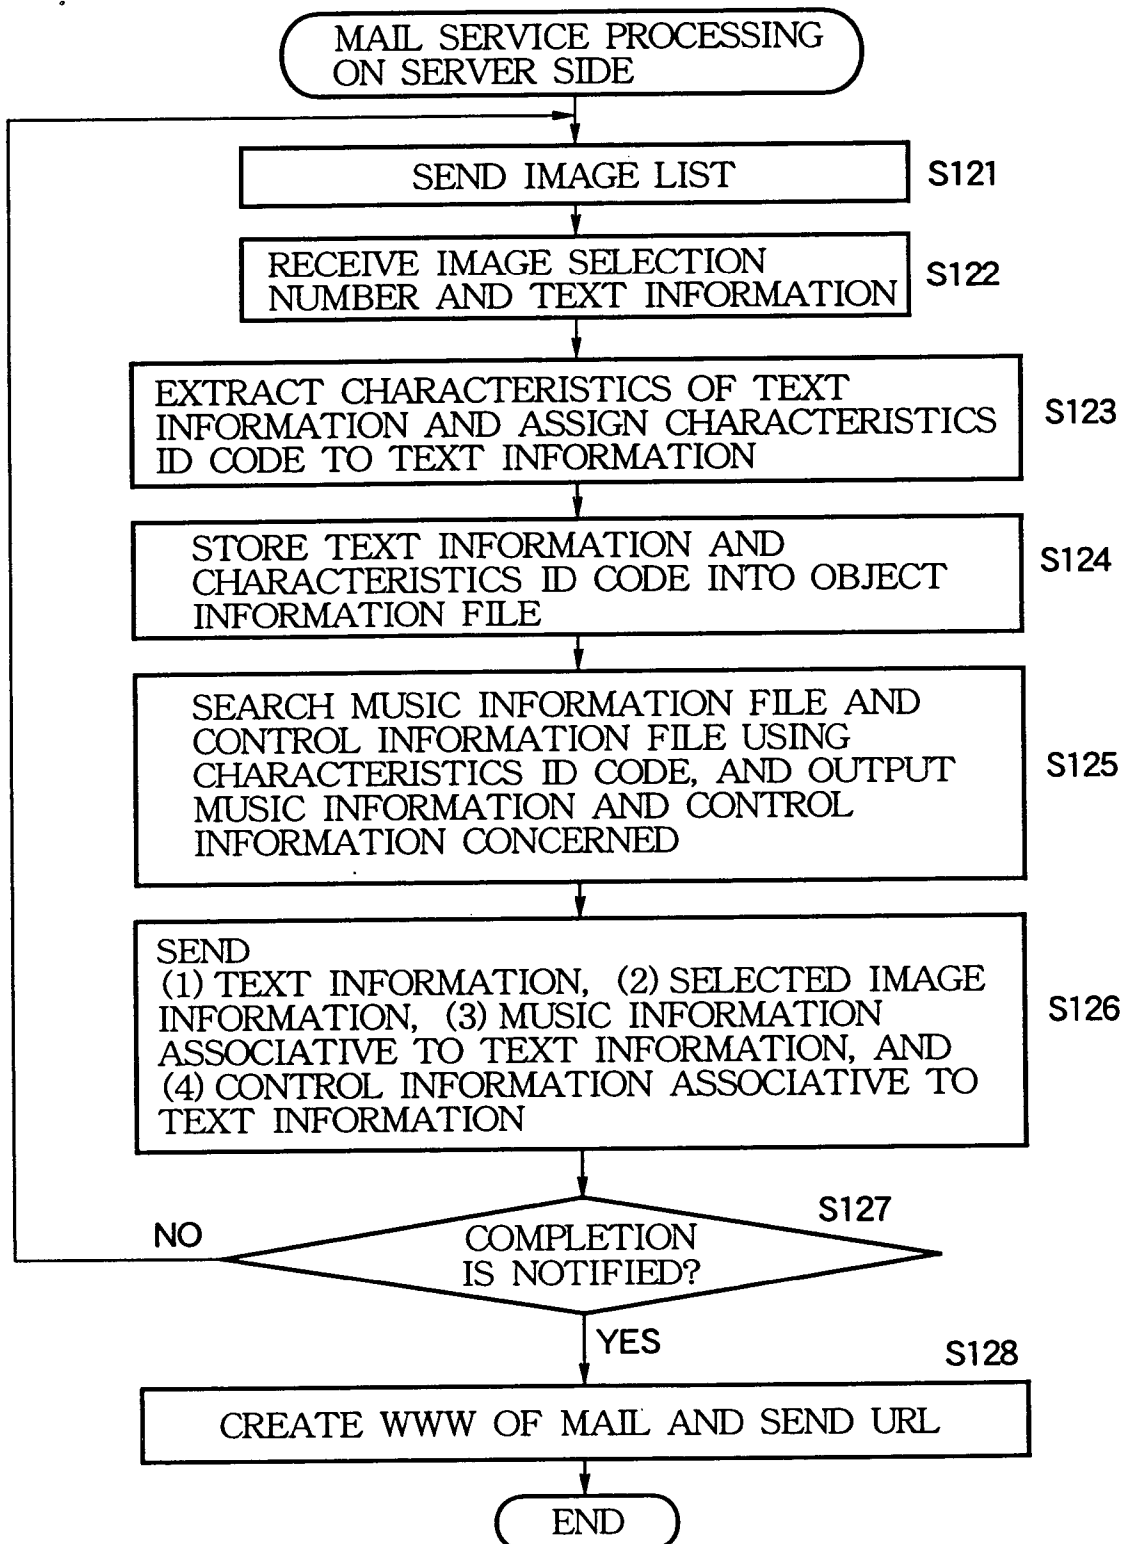 MAIL SERVICE PROCESSING
ON SERVER SIDE
SEND IMAGE LIST
S121
RECEIVE IMAGE SELECTION
NUMBER AND TEXT INFORMATION
S122
EXTRACT CHARACTERISTICS OF TEXT
INFORMATION AND ASSIGN CHARACTERISTICS
ID CODE TO TEXT INFORMATION
S123
STORE TEXT INFORMATION AND
CHARACTERISTICS ID CODE INTO OBJECT
INFORMATION FILE
S124
SEARCH MUSIC INFORMATION FILE AND
CONTROL INFORMATION FILE USING
CHARACTERISTICS ID CODE, AND OUTPUT
MUSIC INFORMATION AND CONTROL
INFORMATION CONCERNED
S125
SEND
(1) TEXT INFORMATION, (2) SELECTED IMAGE
INFORMATION, (3) MUSIC INFORMATION
ASSOCIATIVE TO TEXT INFORMATION, AND
(4) CONTROL INFORMATION ASSOCIATIVE TO
TEXT INFORMATION
S126
S127
NO
COMPLETION
IS NOTIFIED?
YES
S128
CREATE WWW OF MAIL AND SEND URL
END